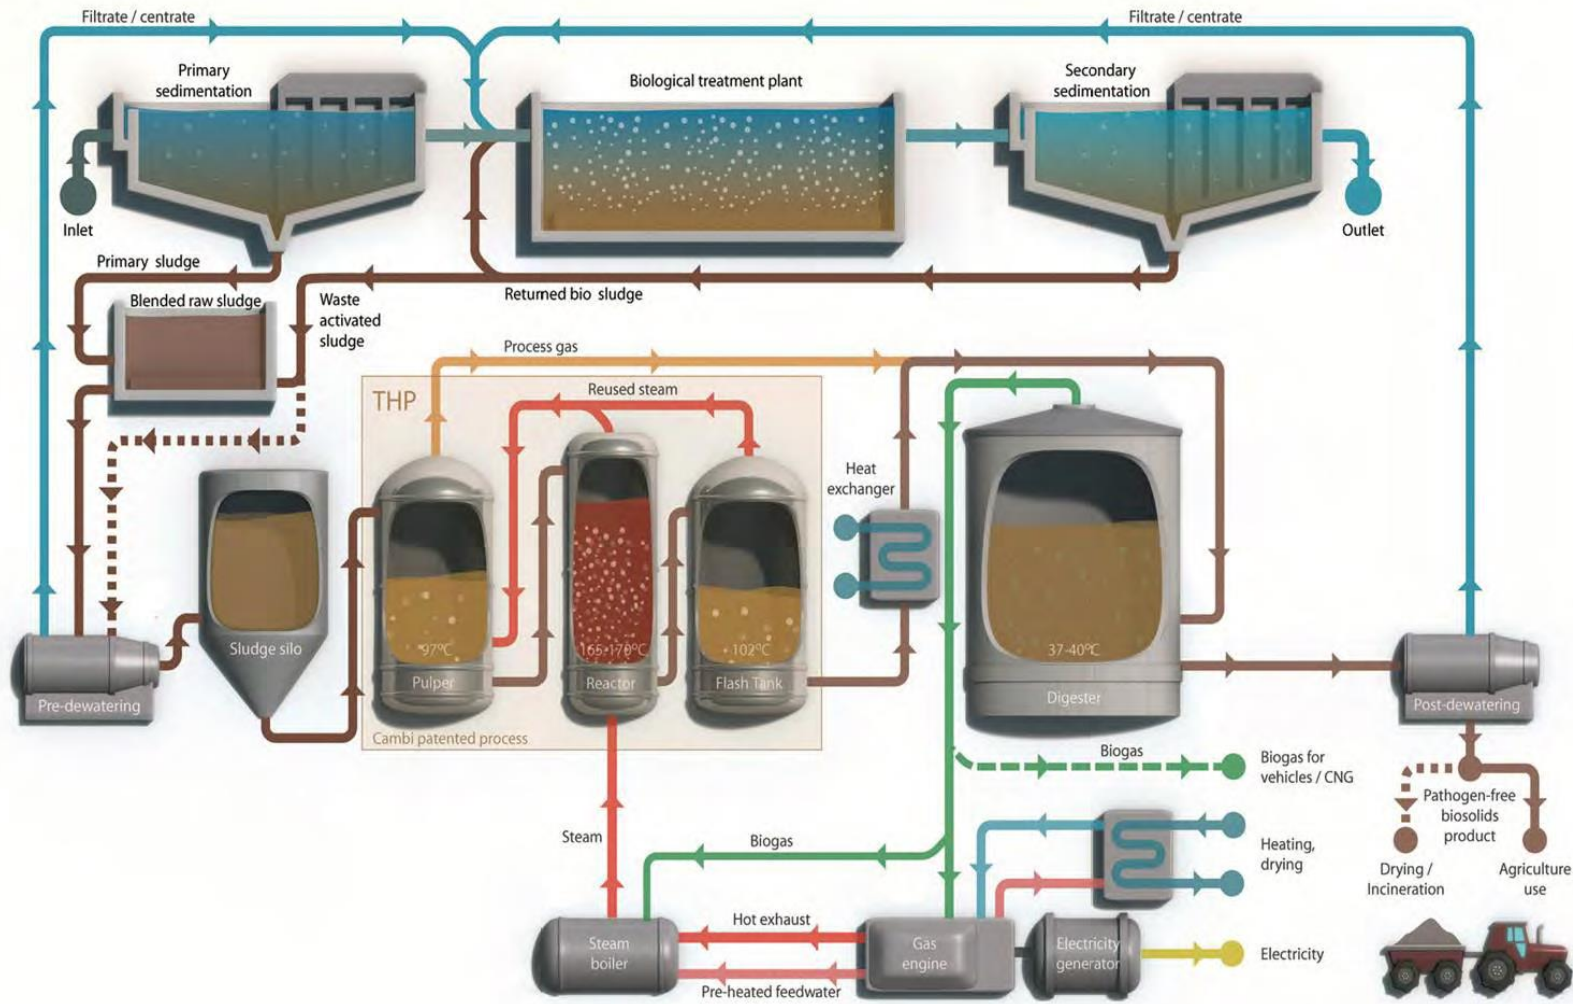 Filtrate / centrate
Filtrate / centrate
Primary
sedimentation
Biological treatment plant
Secondary
sedimentation
Inlet
Outlet
Primary sludge
Blended raw sludge
Waste
activated
sludge
Returned bio sludge
Process gas
THP
Reused steam
Heat
exchanger
Sludge silo
97°C
Pulper
165-170°C
Reactor
102°C
Flash Tank
37-40°C
Digester
Pre-dewatering
Post-dewatering
Cambi patented process
Biogas
Biogas for
vehicles / CNG
Pathogen-free
biosolids
product
Steam
Biogas
Heating,
drying
Drying /
Incineration
Agriculture
use
Hot exhaust
Steam
boiler
Gas
engine
Electricity
generator
Electricity
Pre-heated feedwater